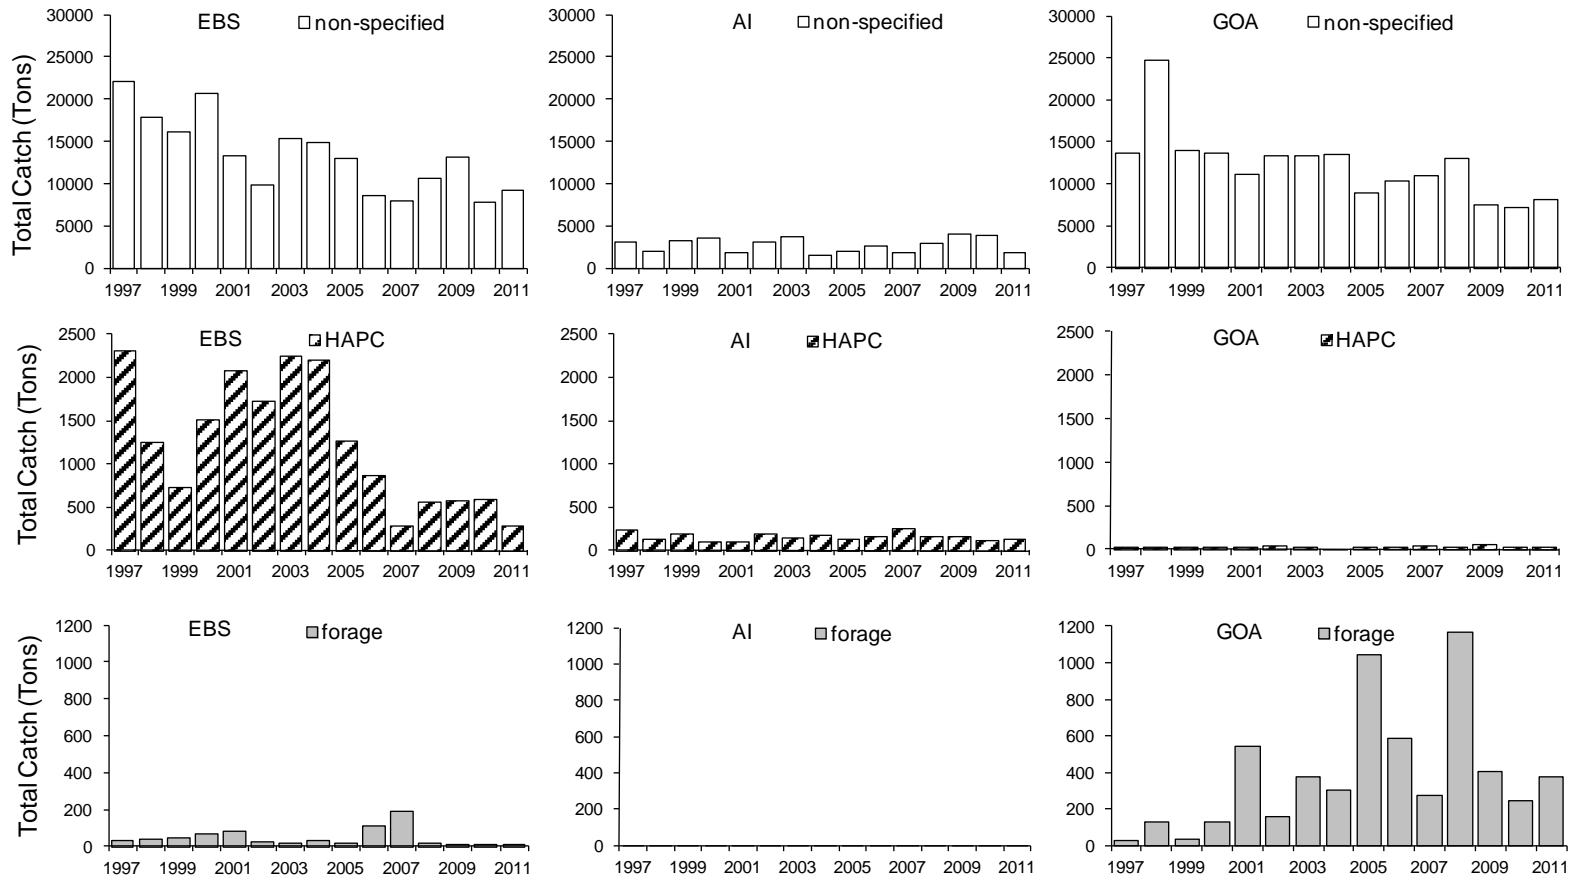 EBS non-specified
30000
25000
20000
15000
10000
5000
0
Total Catch (Tons)
1997 1999 2001 2003 2005 2007 2009 2011
AI non-specified
30000
25000
20000
15000
10000
5000
0
1997 1999 2001 2003 2005 2007 2009 2011
GOA non-specified
30000
25000
20000
15000
10000
5000
0
1997 1999 2001 2003 2005 2007 2009 2011
EBS HAPC
2500
2000
1500
1000
500
0
Total Catch (Tons)
1997 1999 2001 2003 2005 2007 2009 2011
AI HAPC
2500
2000
1500
1000
500
0
1997 1999 2001 2003 2005 2007 2009 2011
GOA HAPC
2500
2000
1500
1000
500
0
1997 1999 2001 2003 2005 2007 2009 2011
EBS forage
1200
1000
800
600
400
200
0
Total Catch (Tons)
1997 1999 2001 2003 2005 2007 2009 2011
AI forage
1200
1000
800
600
400
200
0
1997 1999 2001 2003 2005 2007 2009 2011
GOA forage
1200
1000
800
600
400
200
0
1997 1999 2001 2003 2005 2007 2009 2011